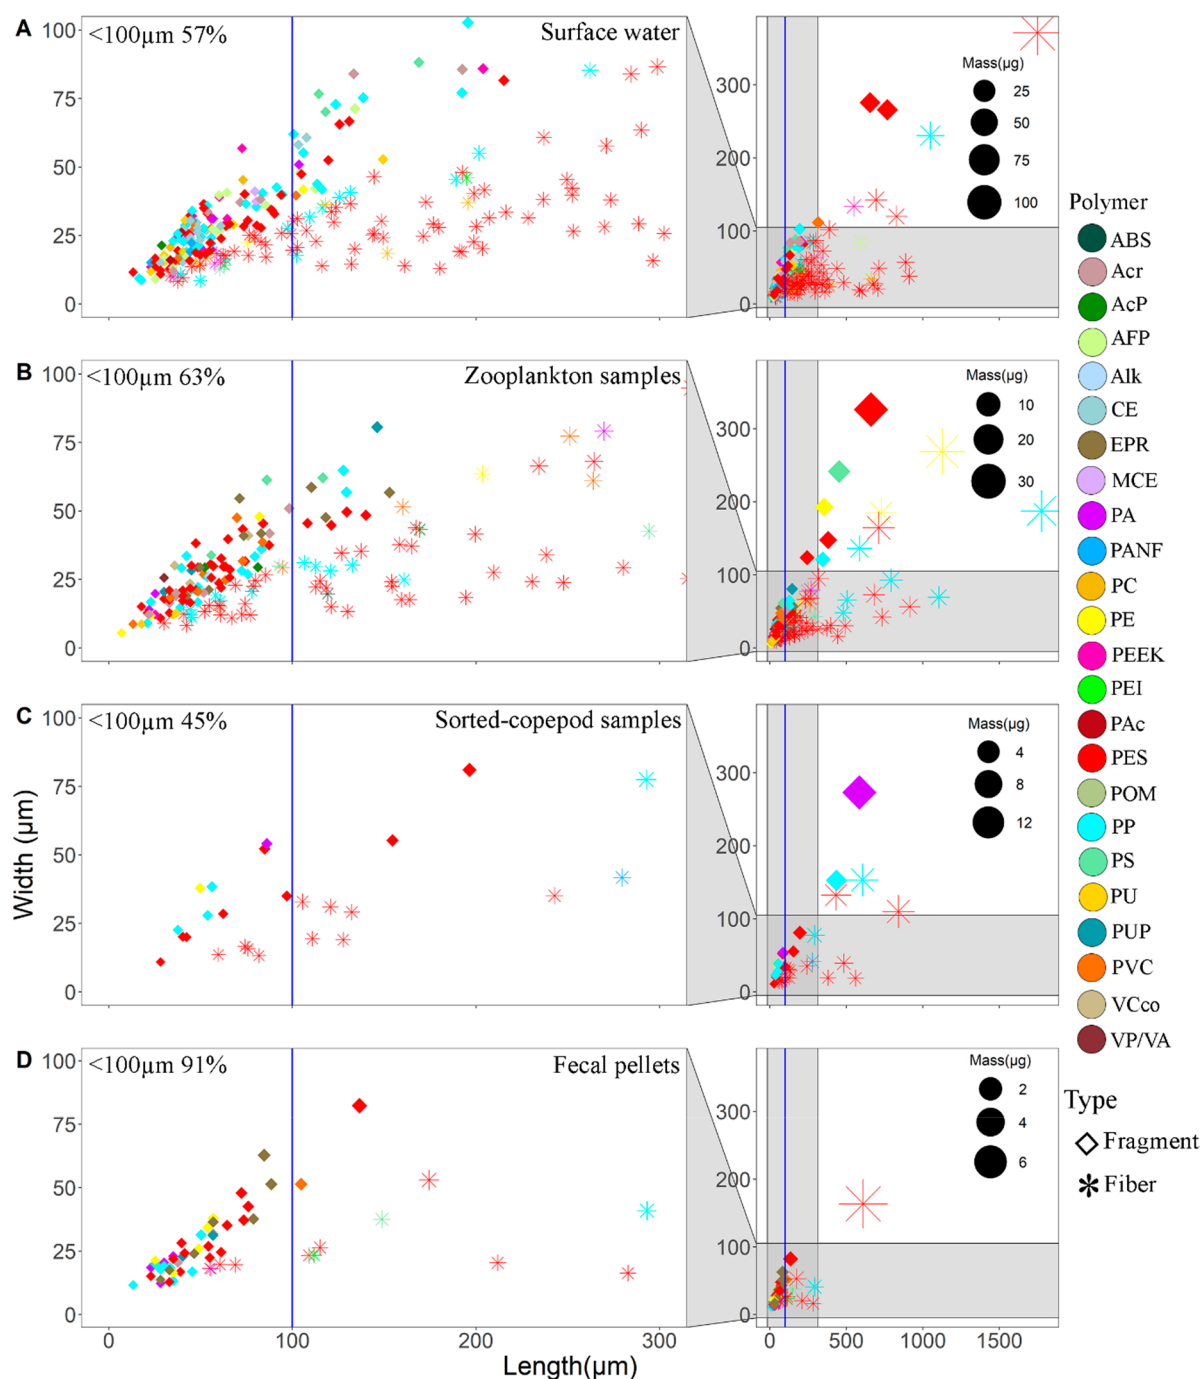 A
<100µm 57%
Surface water
100
75
50
25
0
300
200
100
0
Mass(µg)
25
50
75
100
B
<100µm 63%
Zooplankton samples
100
75
50
25
0
300
200
100
0
Mass(µg)
10
20
30
C
<100µm 45%
Sorted-copepod samples
100
75
50
25
0
300
200
100
0
Mass(µg)
4
8
12
D
<100µm 91%
Fecal pellets
100
75
50
25
0
300
200
100
0
Mass(µg)
2
4
6
0
100
200
300
0
500
1000
1500
Width (µm)
Length(µm)
Polymer
ABS
Acr
AcP
AFP
Alk
CE
EPR
MCE
PA
PANF
PC
PE
PEEK
PEI
PAc
PES
POM
PP
PS
PU
PUP
PVC
VCco
VP/VA
Type
Fragment
Fiber